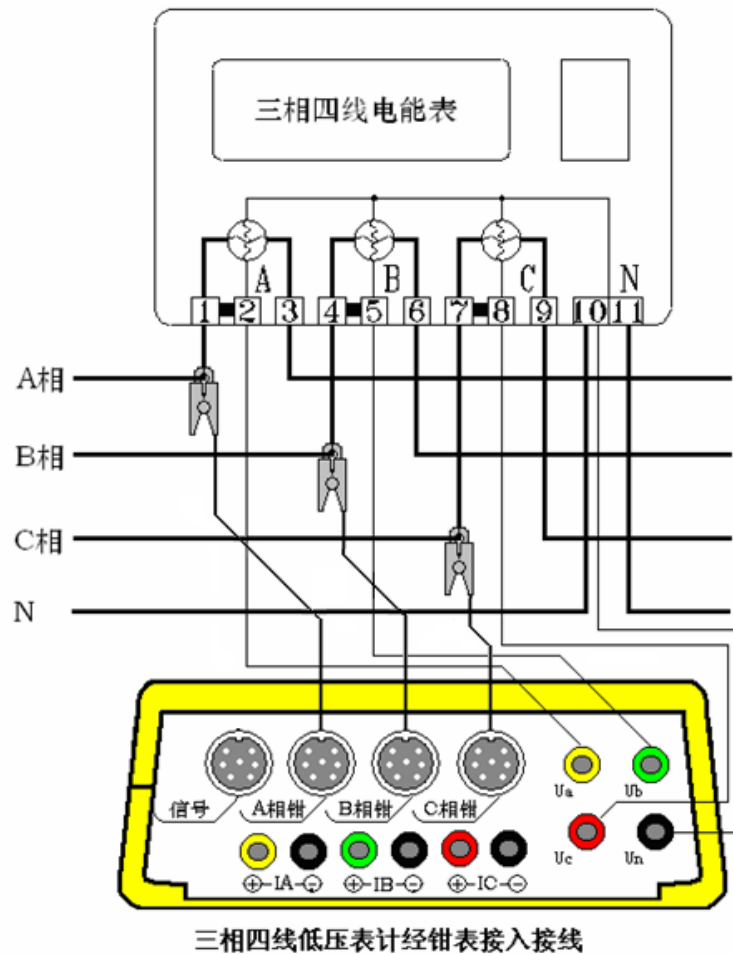 三相四线电能表
A B C N
1 2 3 4 5 6 7 8 9 10 11
A相
B相
C相
N
Ua Ub
信号 A相钳 B相钳 C相钳
Uc Un
+ IA - + IB - + IC -
三相四线低压表计经钳表接入接线